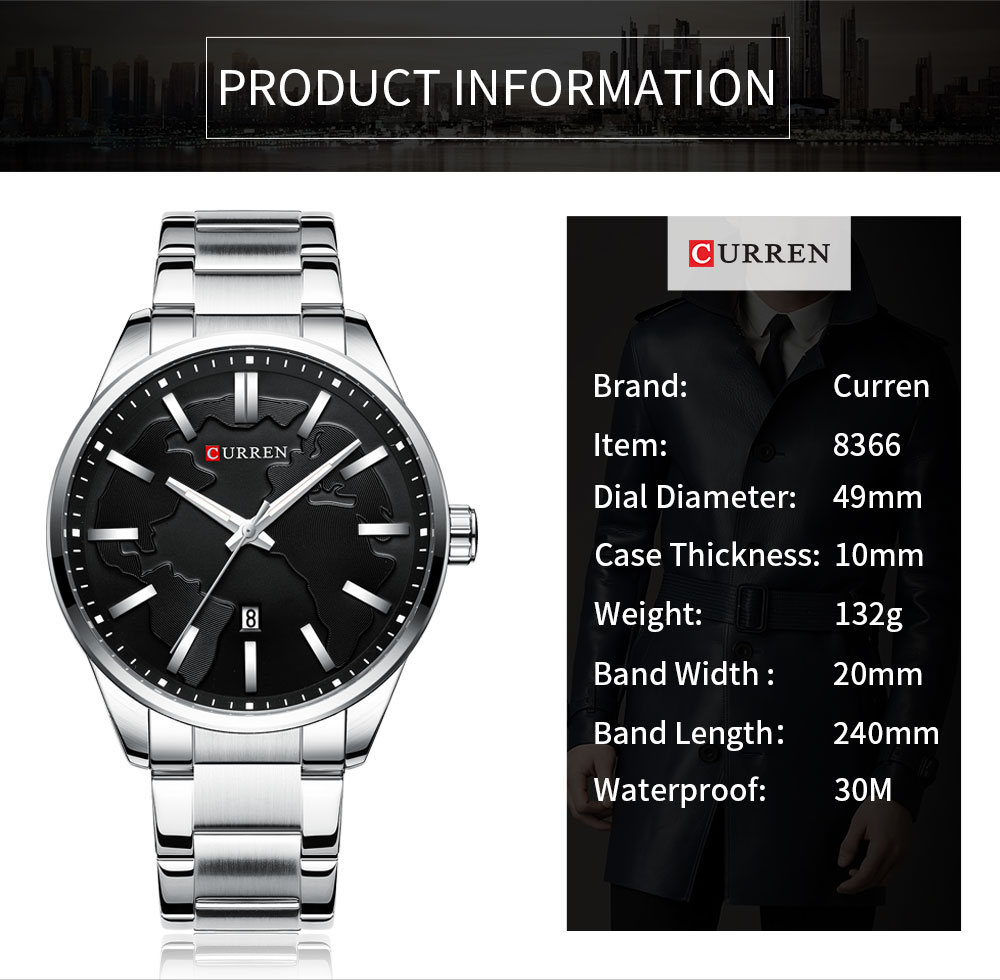 PRODUCT INFORMATION
CURREN
CURREN
8
Brand: Curren
Item: 8366
Dial Diameter: 49mm
Case Thickness: 10mm
Weight: 132g
Band Width : 20mm
Band Length： 240mm
Waterproof: 30M